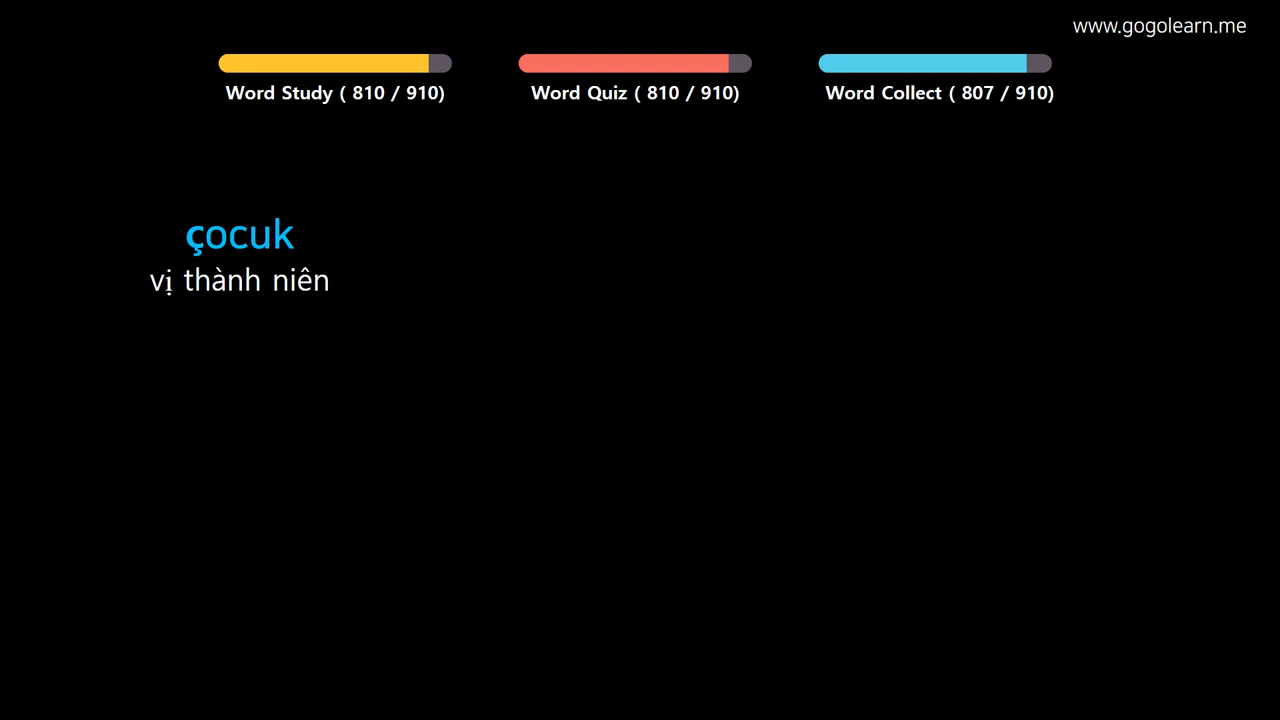 www.gogolearn.me
Word Study ( 810 / 910)
Word Quiz ( 810 / 910)
Word Collect ( 807 / 910)
çocuk
vị thành niên